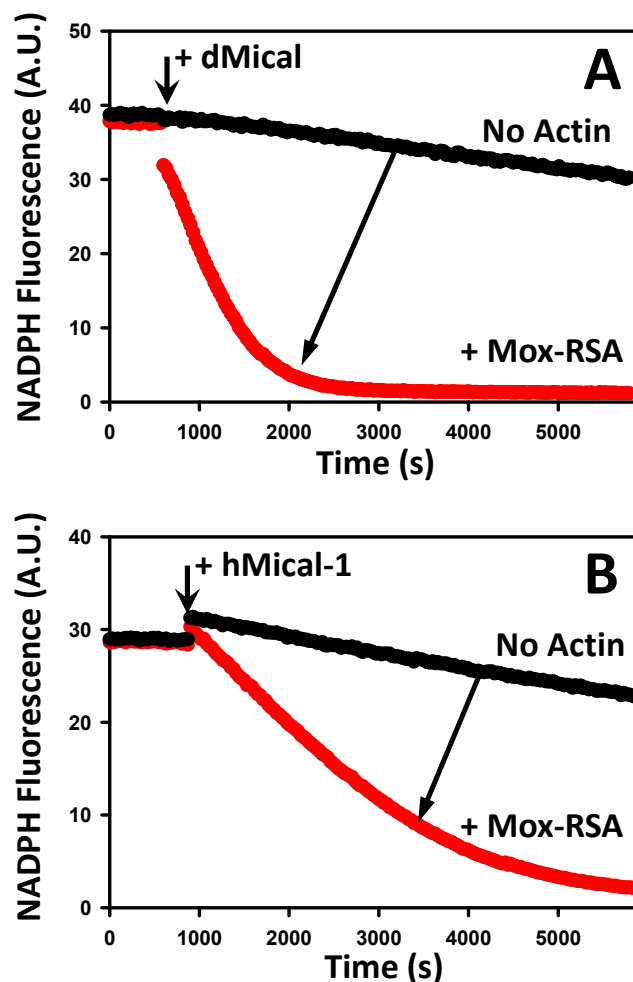 A
+ dMical
No Actin
+ Mox-RSA
NADPH Fluorescence (A.U.)
50
40
30
20
10
0
0 1000 2000 3000 4000 5000
Time (s)
B
+ hMical-1
No Actin
+ Mox-RSA
NADPH Fluorescence (A.U.)
40
30
20
10
0
0 1000 2000 3000 4000 5000
Time (s)